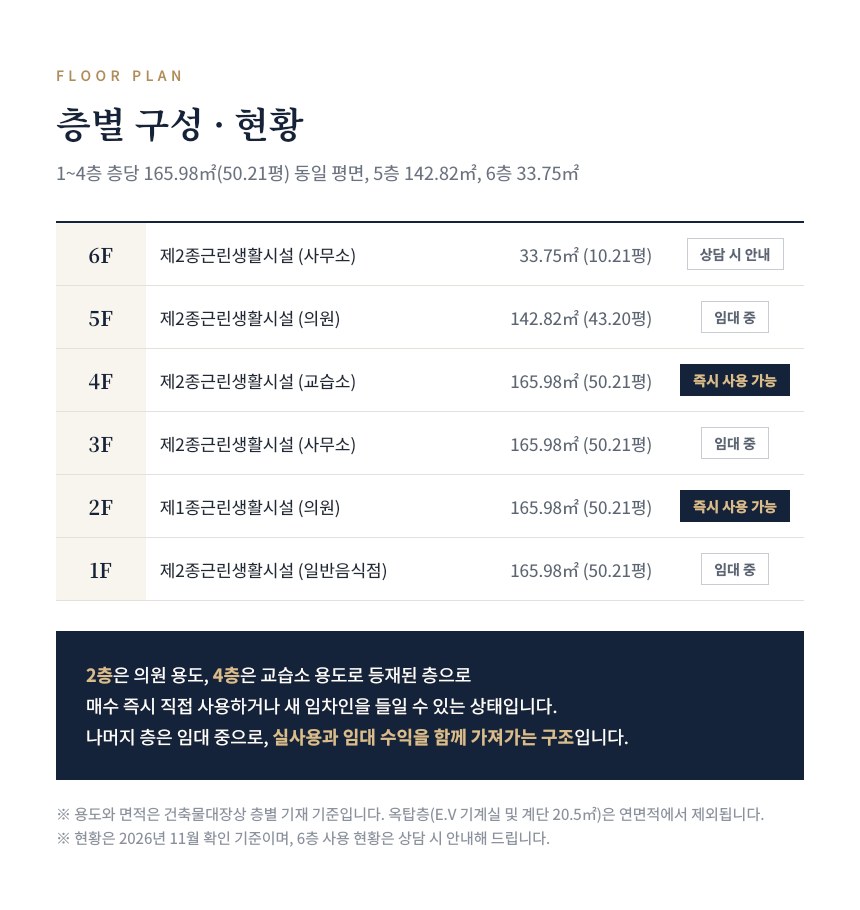 FLOOR PLAN
층별 구성 · 현황
1~4층 층당 165.98㎡(50.21평) 동일 평면, 5층 142.82㎡, 6층 33.75㎡
6F 제2종근린생활시설 (사무소) 33.75㎡ (10.21평) 상담 시 안내
5F 제2종근린생활시설 (의원) 142.82㎡ (43.20평) 임대 중
4F 제2종근린생활시설 (교습소) 165.98㎡ (50.21평) 즉시 사용 가능
3F 제2종근린생활시설 (사무소) 165.98㎡ (50.21평) 임대 중
2F 제1종근린생활시설 (의원) 165.98㎡ (50.21평) 즉시 사용 가능
1F 제2종근린생활시설 (일반음식점) 165.98㎡ (50.21평) 임대 중
2층은 의원 용도, 4층은 교습소 용도로 등재된 층으로
매수 즉시 직접 사용하거나 새 임차인을 들일 수 있는 상태입니다.
나머지 층은 임대 중으로, 실사용과 임대 수익을 함께 가져가는 구조입니다.
※ 용도와 면적은 건축물대장상 층별 기재 기준입니다. 옥탑층(E.V 기계실 및 계단 20.5㎡)은 연면적에서 제외됩니다.
※ 현황은 2026년 11월 확인 기준이며, 6층 사용 현황은 상담 시 안내해 드립니다.